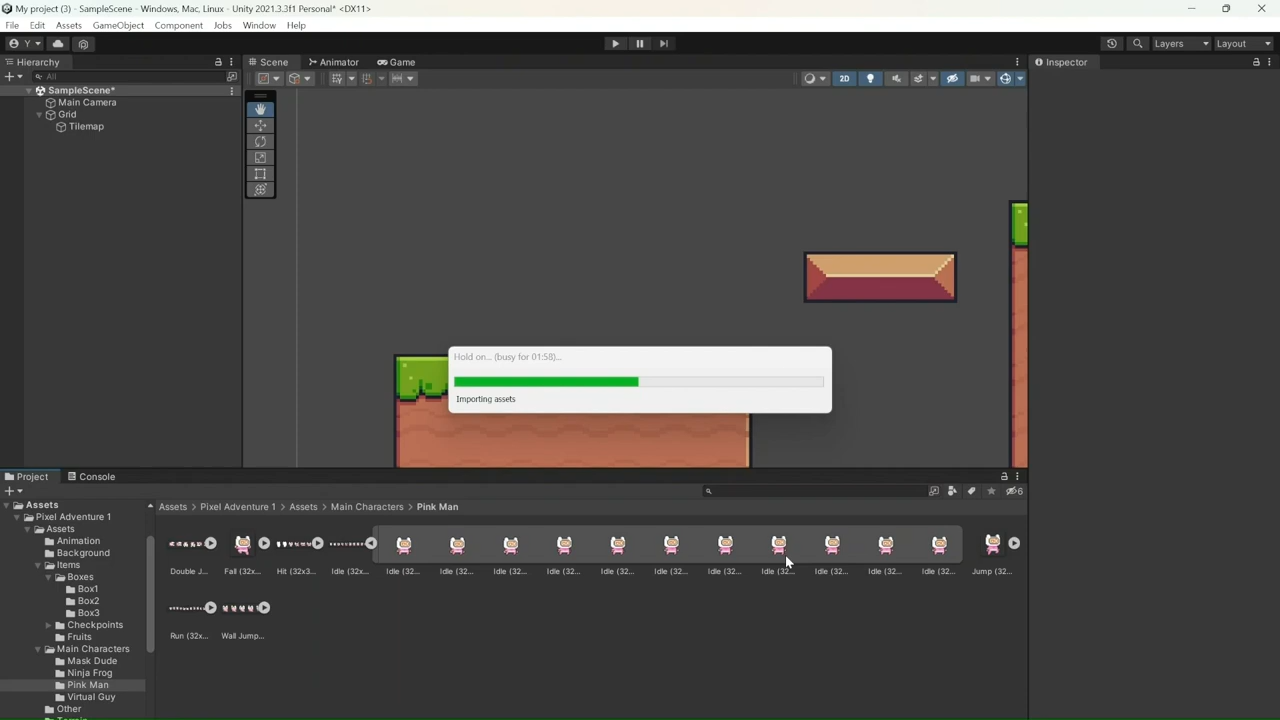 My project (3) - SampleScene - Windows, Mac, Linux - Unity 2021.3.3f1 Personal* <DX11>
File Edit Assets GameObject Component Jobs Window Help
Y Layers Layout
Hierarchy Scene Animator Game Inspector
All 2D
SampleScene*
Main Camera
Grid
Tilemap
Hold on... (busy for 01:58)...
Importing assets
Project Console
6
Assets Assets > Pixel Adventure 1 > Assets > Main Characters > Pink Man
Pixel Adventure 1
Assets
Animation
Background
Items
Boxes
Box1
Box2
Box3
Checkpoints
Fruits
Main Characters
Mask Dude
Ninja Frog
Pink Man
Virtual Guy
Other
Double J... Fall (32x... Hit (32x3... Idle (32x... Idle (32... Idle (32... Idle (32... Idle (32... Idle (32... Idle (32... Idle (32... Idle (32... Idle (32... Idle (32... Idle (32... Jump (32...
Run (32x... Wall Jump...